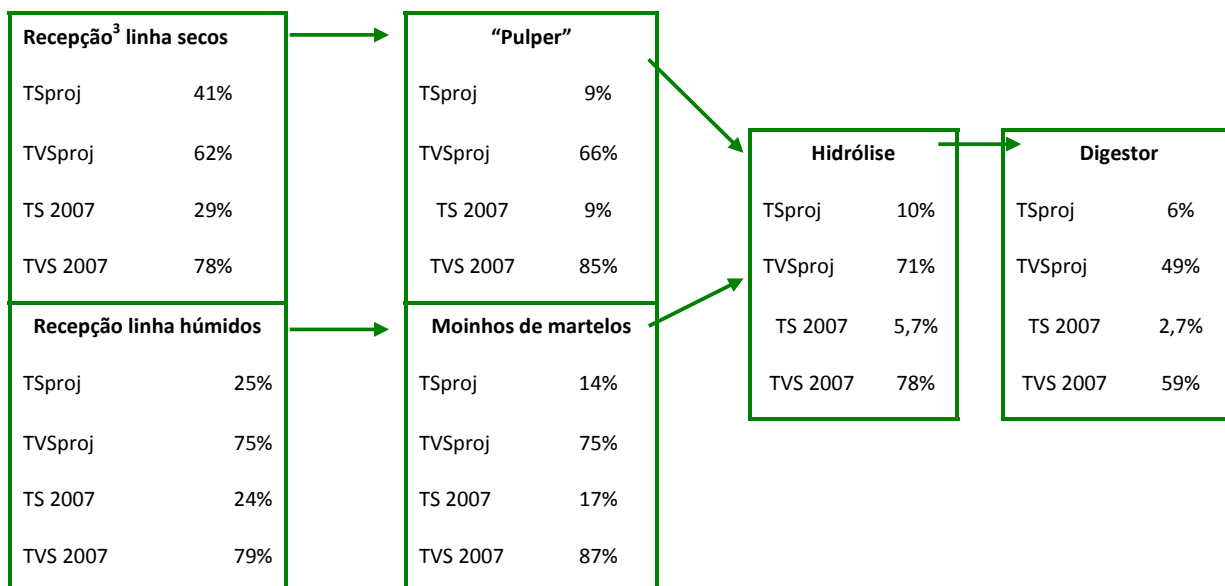 Recepção³ linha secos
TSproj 41%
TVSproj 62%
TS 2007 29%
TVS 2007 78%
“Pulper”
TSproj 9%
TVSproj 66%
TS 2007 9%
TVS 2007 85%
Recepção linha húmidos
TSproj 25%
TVSproj 75%
TS 2007 24%
TVS 2007 79%
Moinhos de martelos
TSproj 14%
TVSproj 75%
TS 2007 17%
TVS 2007 87%
Hidrólise
TSproj 10%
TVSproj 71%
TS 2007 5,7%
TVS 2007 78%
Digestor
TSproj 6%
TVSproj 49%
TS 2007 2,7%
TVS 2007 59%